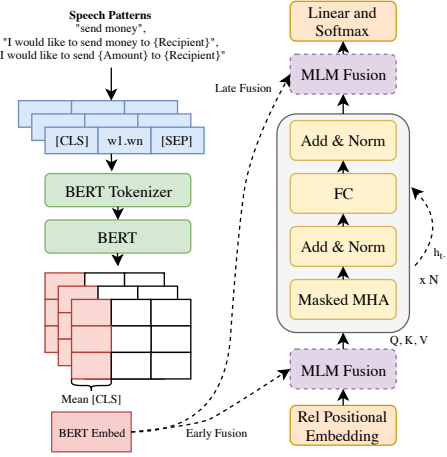 Speech Patterns
"send money",
"I would like to send money to {Recipient}",
I would like to send {Amount} to {Recipient}"
[CLS] w1.wn [SEP]
BERT Tokenizer
BERT
Mean [CLS]
BERT Embed
Late Fusion
Early Fusion
Linear and
Softmax
MLM Fusion
Add & Norm
FC
Add & Norm
Masked MHA
x N
Q, K, V
MLM Fusion
Rel Positional
Embedding